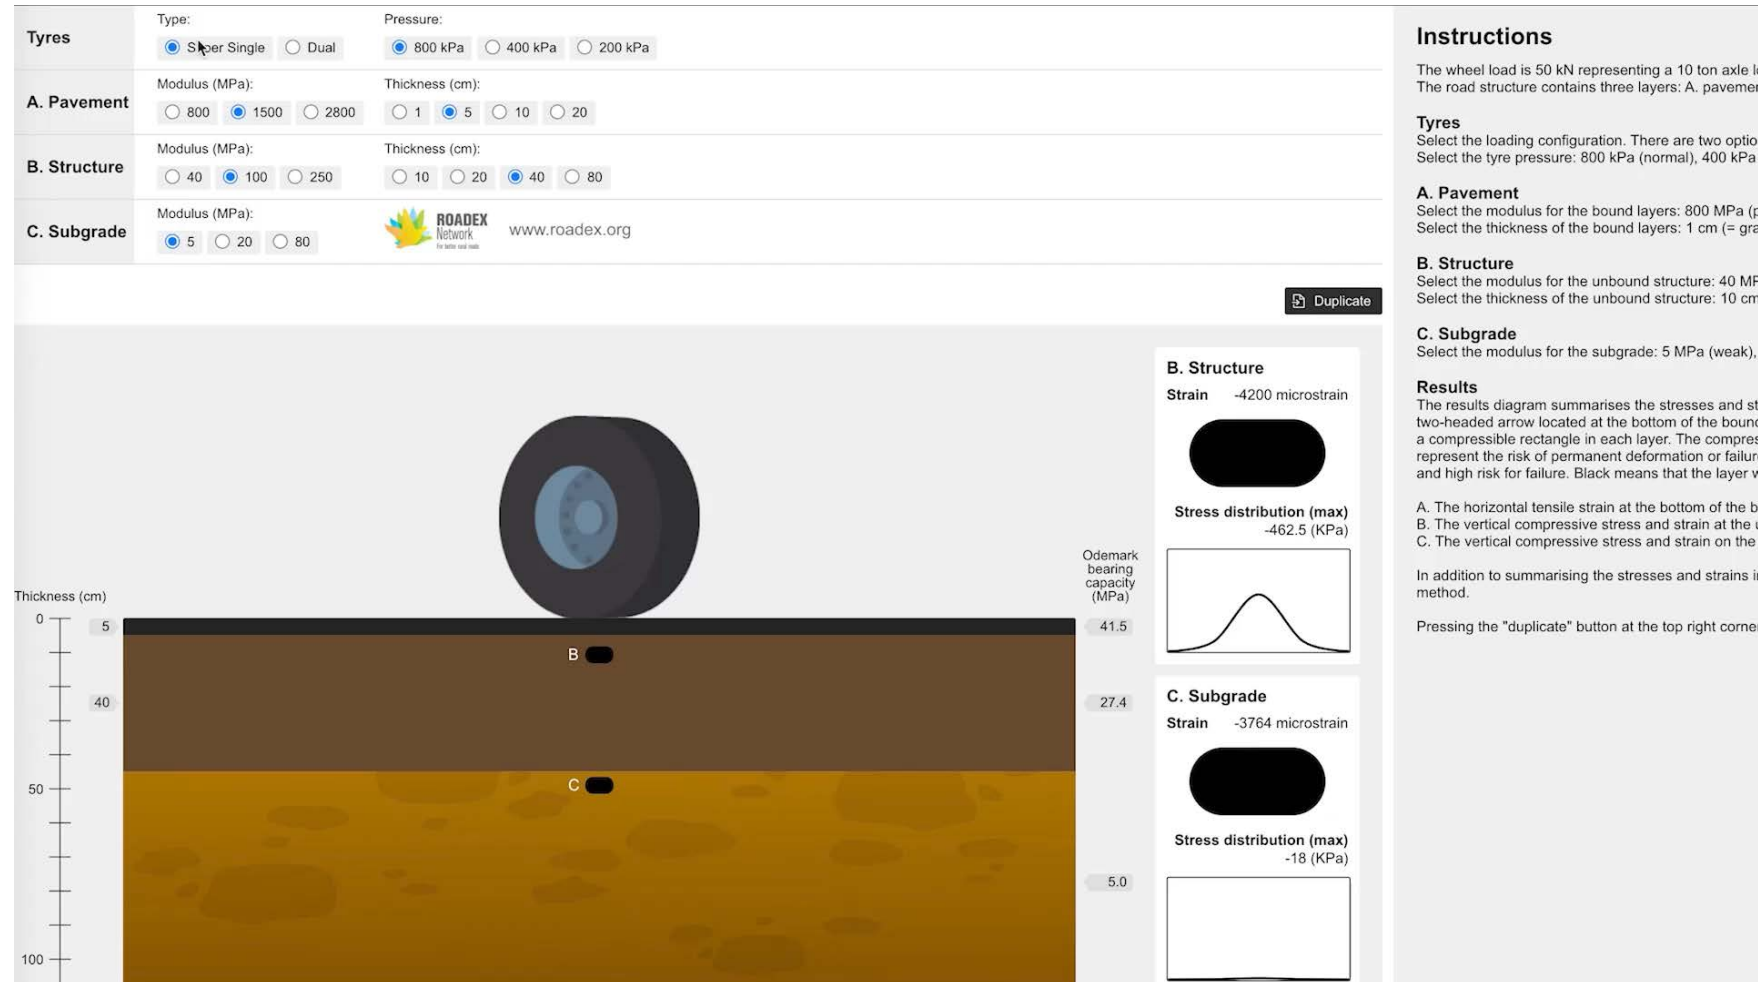 Tyres
Type:
Super Single
Dual
Pressure:
800 kPa
400 kPa
200 kPa
A. Pavement
Modulus (MPa):
800
1500
2800
Thickness (cm):
1
5
10
20
B. Structure
Modulus (MPa):
40
100
250
Thickness (cm):
10
20
40
80
C. Subgrade
Modulus (MPa):
5
20
80
ROADEX
Network
www.roadex.org
Duplicate
B. Structure
Strain -4200 microstrain
Stress distribution (max)
-462.5 (KPa)
C. Subgrade
Strain -3764 microstrain
Stress distribution (max)
-18 (KPa)
Odemark
bearing
capacity
(MPa)
41.5
27.4
5.0
Thickness (cm)
0
5
40
50
100
B
C
Instructions
The wheel load is 50 kN representing a 10 ton axle
The road structure contains three layers: A.
Tyres
Select the loading configuration. There are two
Select the tyre pressure: 800 kPa (normal), 400 kPa
A. Pavement
Select the modulus for the bound layers: 800 MPa
Select the thickness of the bound layers: 1 cm (=
B. Structure
Select the modulus for the unbound structure: 40
Select the thickness of the unbound structure: 10 cm
C. Subgrade
Select the modulus for the subgrade: 5 MPa (weak),
Results
The results diagram summarises the stresses and
two-headed arrow located at the bottom of the
a compressible rectangle in each layer. The
represent the risk of permanent deformation or
and high risk for failure. Black means that the layer
A. The horizontal tensile strain at the bottom of the
B. The vertical compressive stress and strain at the
C. The vertical compressive stress and strain on the
In addition to summarising the stresses and strains
method.
Pressing the "duplicate" button at the top right